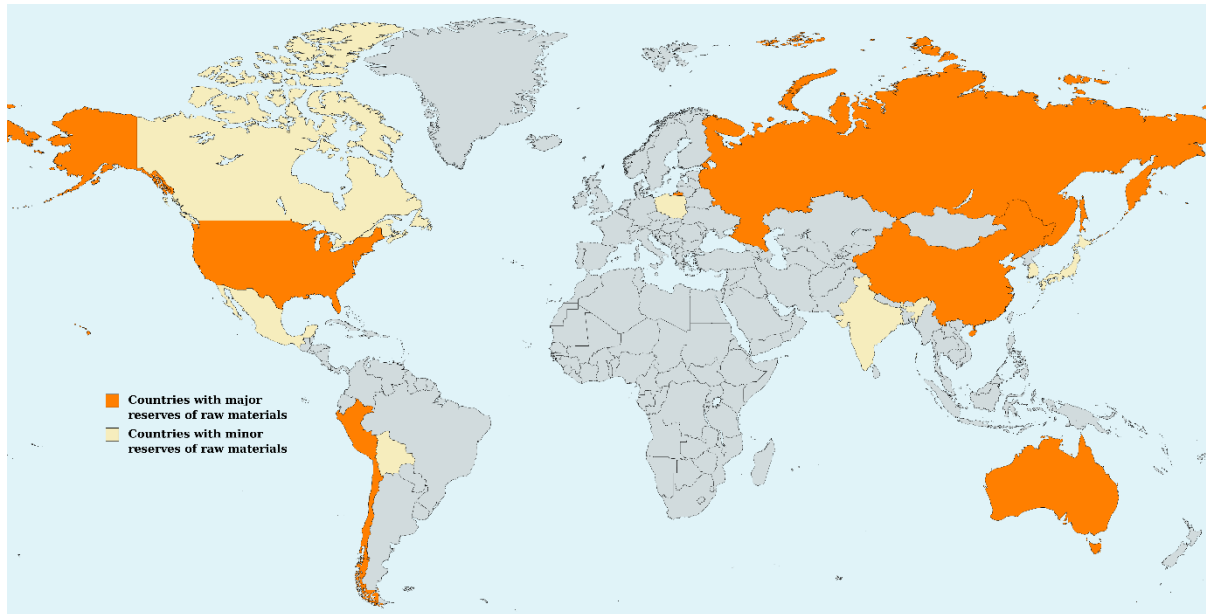 Countries with major
reserves of raw materials
Countries with minor
reserves of raw materials